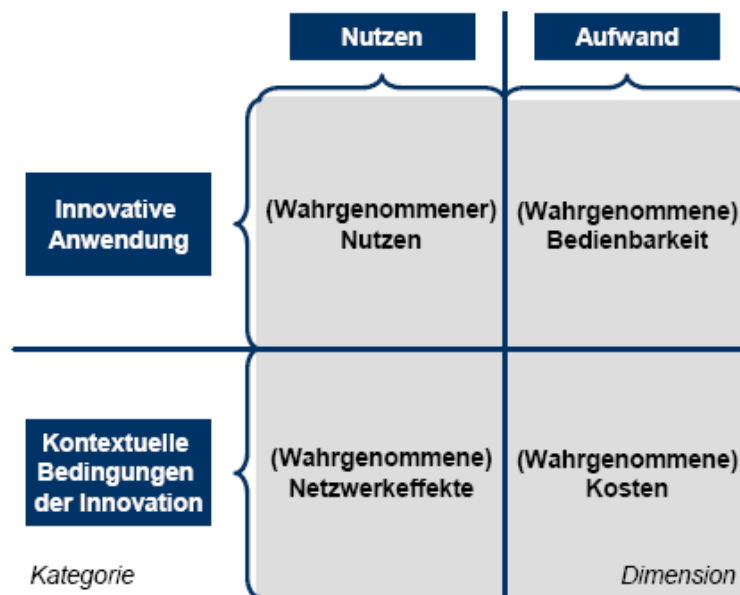 Nutzen
Aufwand
Innovative
Anwendung
(Wahrgenommener)
Nutzen
(Wahrgenommene)
Bedienbarkeit
Kontextuelle
Bedingungen
der Innovation
(Wahrgenommene)
Netzwerkeffekte
(Wahrgenommene)
Kosten
Kategorie
Dimension